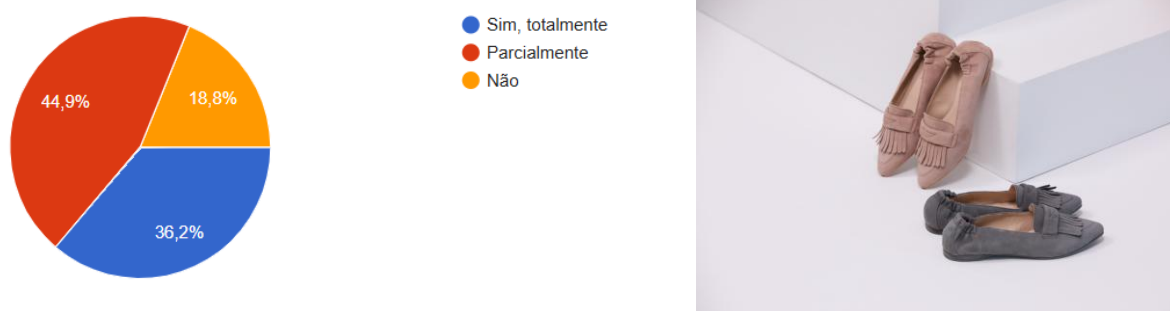 44,9%
18,8%
36,2%
Sim, totalmente
Parcialmente
Não